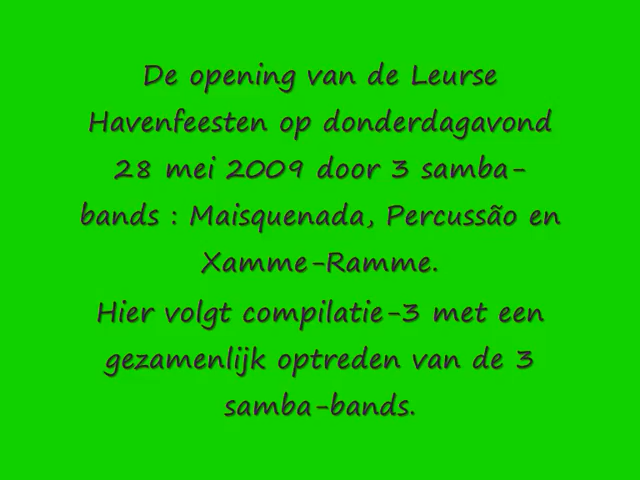 De opening van de Leurse
Havenfeesten op donderdagavond
28 mei 2009 door 3 samba-
bands : Maisquenada, Percussão en
Xamme-Ramme.
Hier volgt compilatie-3 met een
gezamenlijk optreden van de 3
samba-bands.